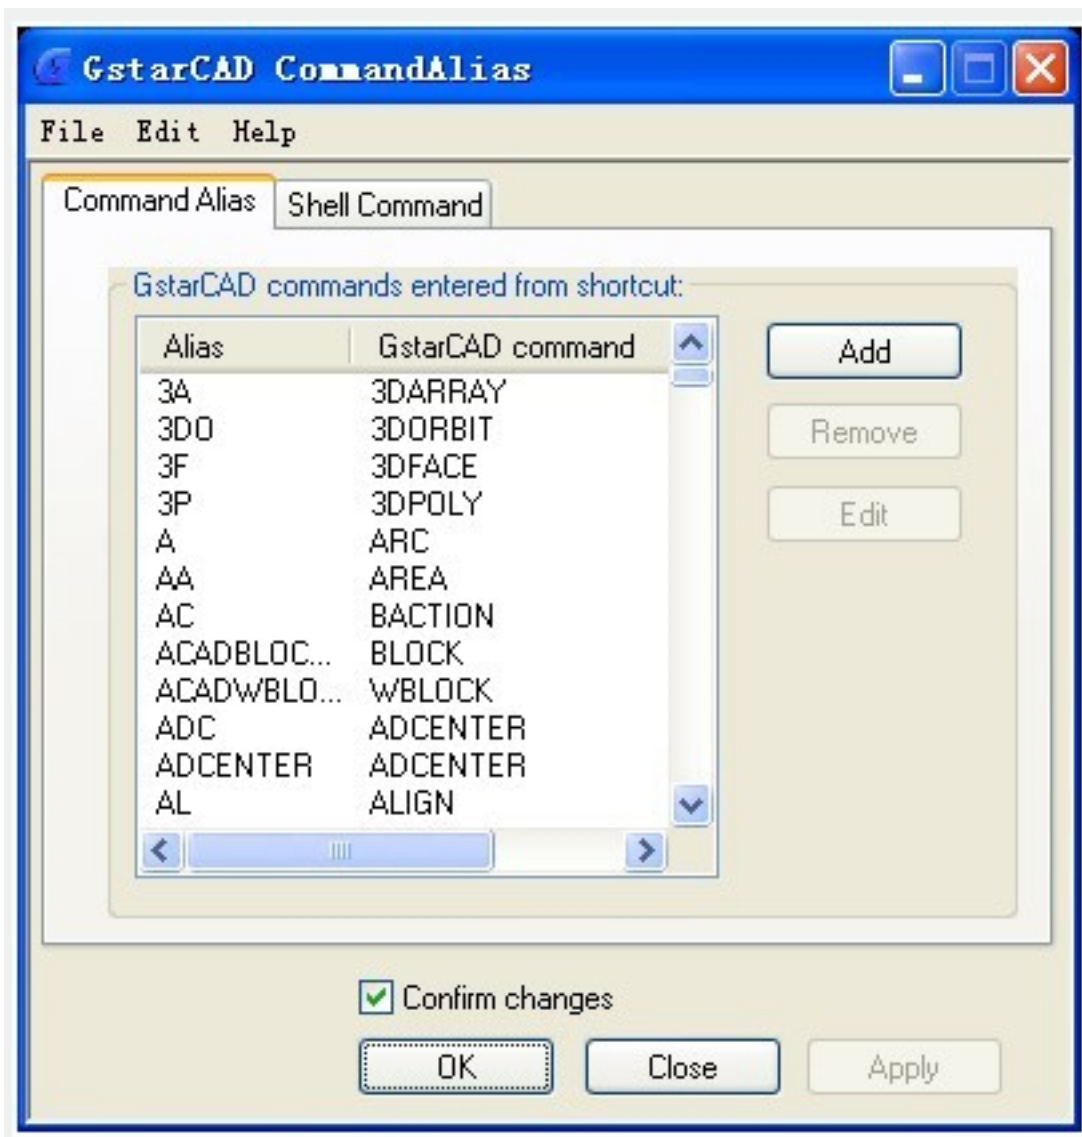 GstarCAD CommandAlias
File Edit Help
Command Alias Shell Command
GstarCAD commands entered from shortcut:
Alias GstarCAD command
3A 3DARRAY
3DO 3DORBIT
3F 3DFACE
3P 3DPOLY
A ARC
AA AREA
AC BACTION
ACADBLOC... BLOCK
ACADWBLO... WBLOCK
ADC ADCENTER
ADCENTER ADCENTER
AL ALIGN
Add
Remove
Edit
Confirm changes
OK Close Apply